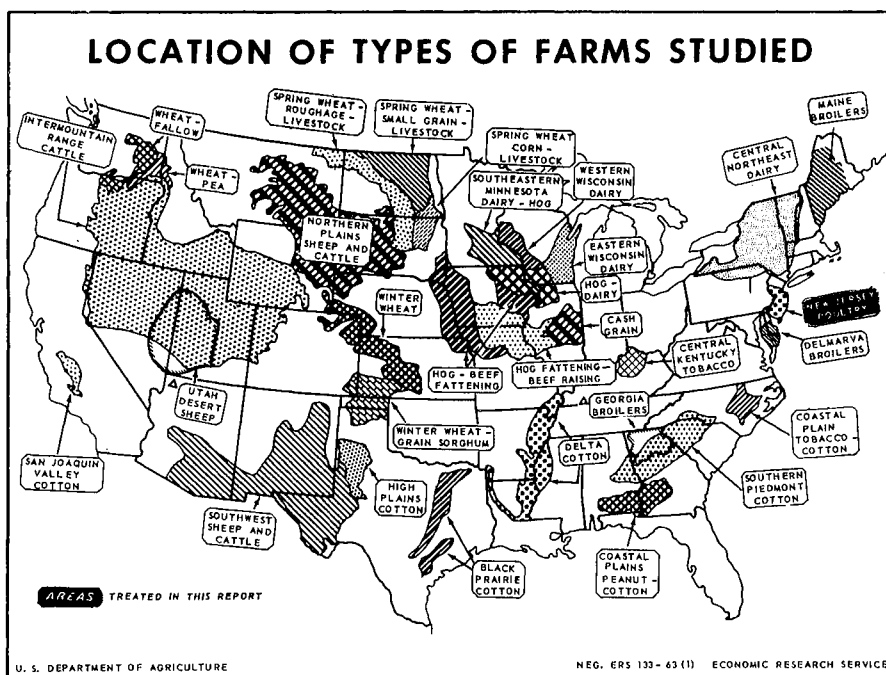 LOCATION OF TYPES OF FARMS STUDIED
SPRING WHEAT-
ROUGHAGE-
LIVESTOCK
SPRING WHEAT-
SMALL GRAIN-
LIVESTOCK
MAINE
BROILERS
WHEAT-
FALLOW
INTERMOUNTAIN
RANGE
CATTLE
SPRING WHEAT
CORN-
LIVESTOCK
CENTRAL
NORTHEAST
DAIRY
WHEAT-
PEA
SOUTHEASTERN
MINNESOTA
DAIRY-HOG
WESTERN
WISCONSIN
DAIRY
NORTHERN
PLAINS
SHEEP AND
CATTLE
EASTERN
WISCONSIN
DAIRY
HOG-
DAIRY
NEW JERSEY
POULTRY
WINTER
WHEAT
CASH
GRAIN
DELMARVA
BROILERS
HOG-BEEF
FATTENING
HOG FATTENING-
BEEF RAISING
CENTRAL
KENTUCKY
TOBACCO
UTAH
DESERT
SHEEP
GEORGIA
BROILERS
WINTER WHEAT-
GRAIN SORGHUM
DELTA
COTTON
COASTAL
PLAIN
TOBACCO-
COTTON
SAN JOAQUIN
VALLEY
COTTON
HIGH
PLAINS
COTTON
SOUTHERN
PIEDMONT
COTTON
SOUTHWEST
SHEEP AND
CATTLE
BLACK
PRAIRIE
COTTON
COASTAL
PLAINS
PEANUT-
COTTON
AREAS TREATED IN THIS REPORT
U. S. DEPARTMENT OF AGRICULTURE
NEG. ERS 133-63(1) ECONOMIC RESEARCH SERVICE